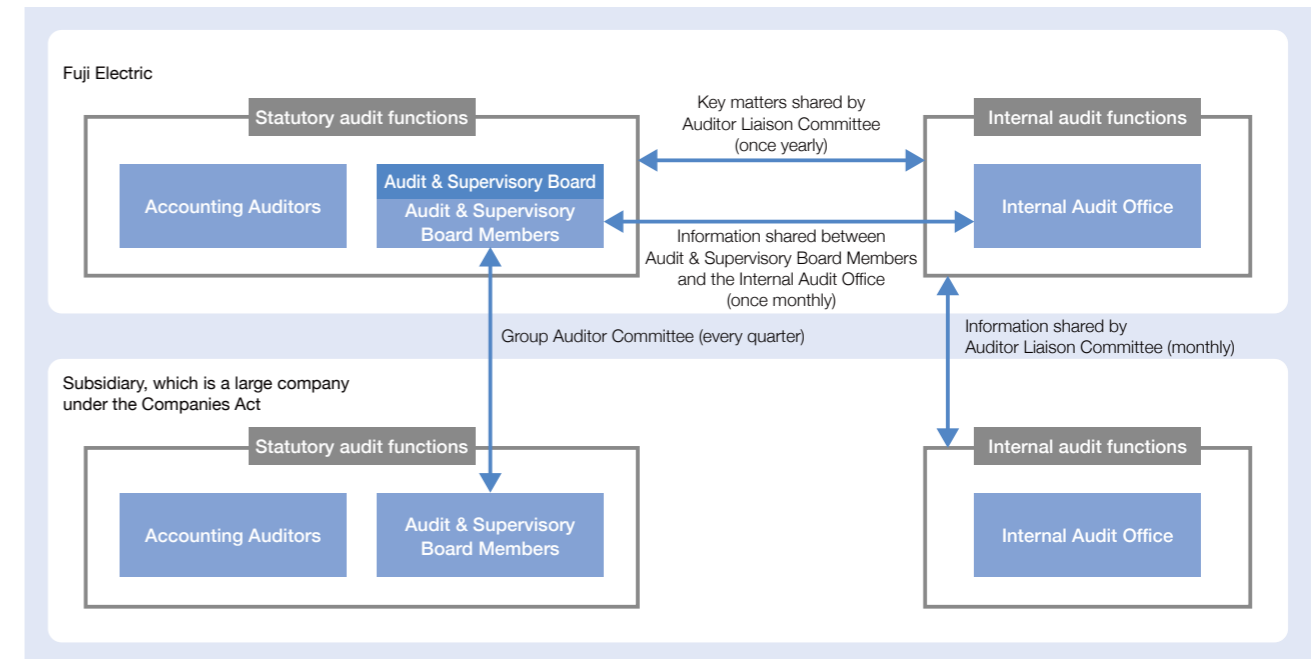 Fuji Electric
Statutory audit functions
Accounting Auditors
Audit & Supervisory Board
Audit & Supervisory
Board Members
Key matters shared by
Auditor Liaison Committee
(once yearly)
Information shared between
Audit & Supervisory Board Members
and the Internal Audit Office
(once monthly)
Internal audit functions
Internal Audit Office
Group Auditor Committee (every quarter)
Information shared by
Auditor Liaison Committee (monthly)
Subsidiary, which is a large company
under the Companies Act
Statutory audit functions
Accounting Auditors
Audit & Supervisory
Board Members
Internal audit functions
Internal Audit Office